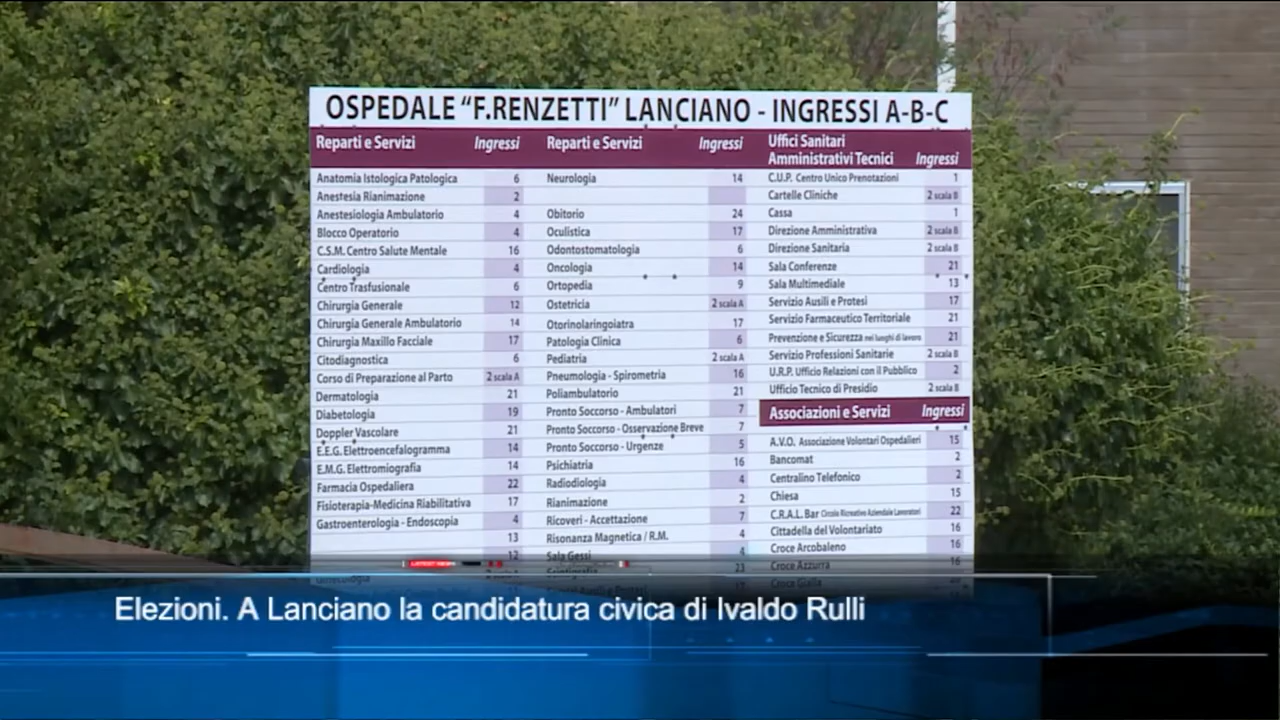 OSPEDALE “F.RENZETTI” LANCIANO - INGRESSI A-B-C
Reparti e Servizi Ingressi
Anatomia Istologica Patologica 6
Anestesia Rianimazione 2
Anestesiologia Ambulatorio 4
Blocco Operatorio 4
C.S.M. Centro Salute Mentale 16
Cardiologia 4
Centro Trasfusionale 6
Chirurgia Generale 12
Chirurgia Generale Ambulatorio 14
Chirurgia Maxillo Facciale 17
Citodiagnostica 6
Corso di Preparazione al Parto 2 scala A
Dermatologia 21
Diabetologia 19
Doppler Vascolare 21
E.E.G. Elettroencefalogramma 14
E.M.G. Elettromiografia 14
Farmacia Ospedaliera 22
Fisioterapia-Medicina Riabilitativa 17
Gastroenterologia - Endoscopia 4
13
12
Reparti e Servizi Ingressi
Neurologia 14
Obitorio 24
Oculistica 17
Odontostomatologia 6
Oncologia 14
Ortopedia 9
Ostetricia 2 scala A
Otorinolaringoiatra 17
Patologia Clinica 6
Pediatria 2 scala A
Pneumologia - Spirometria 16
Poliambulatorio 21
Pronto Soccorso - Ambulatori 7
Pronto Soccorso - Osservazione Breve 7
Pronto Soccorso - Urgenze 5
Psichiatria 16
Radiodiologia 4
Rianimazione 2
Ricoveri - Accettazione 7
Risonanza Magnetica / R.M. 4
Sala Gessi 4
23
Uffici Sanitari
Amministrativi Tecnici Ingressi
C.U.P. Centro Unico Prenotazioni 1
Cartelle Cliniche 2 scala B
Cassa 1
Direzione Amministrativa 2 scala B
Direzione Sanitaria 2 scala B
Sala Conferenze 21
Sala Multimediale 13
Servizio Ausili e Protesi 17
Servizio Farmaceutico Territoriale 21
Prevenzione e Sicurezza nei luoghi di lavoro 21
Servizio Professioni Sanitarie 2 scala B
U.R.P. Ufficio Relazioni con il Pubblico 2
Ufficio Tecnico di Presidio 2 scala B
Associazioni e Servizi Ingressi
A.V.O. Associazione Volontari Ospedalieri 15
Bancomat 2
Centralino Telefonico 2
Chiesa 15
C.R.A.L. Bar Circolo Ricreativo Aziendale Lavoratori 22
Cittadella del Volontariato 16
Croce Arcobaleno 16
Croce Azzurra 16
Croce Gialla
LATEST NEWS
Elezioni. A Lanciano la candidatura civica di Ivaldo Rulli